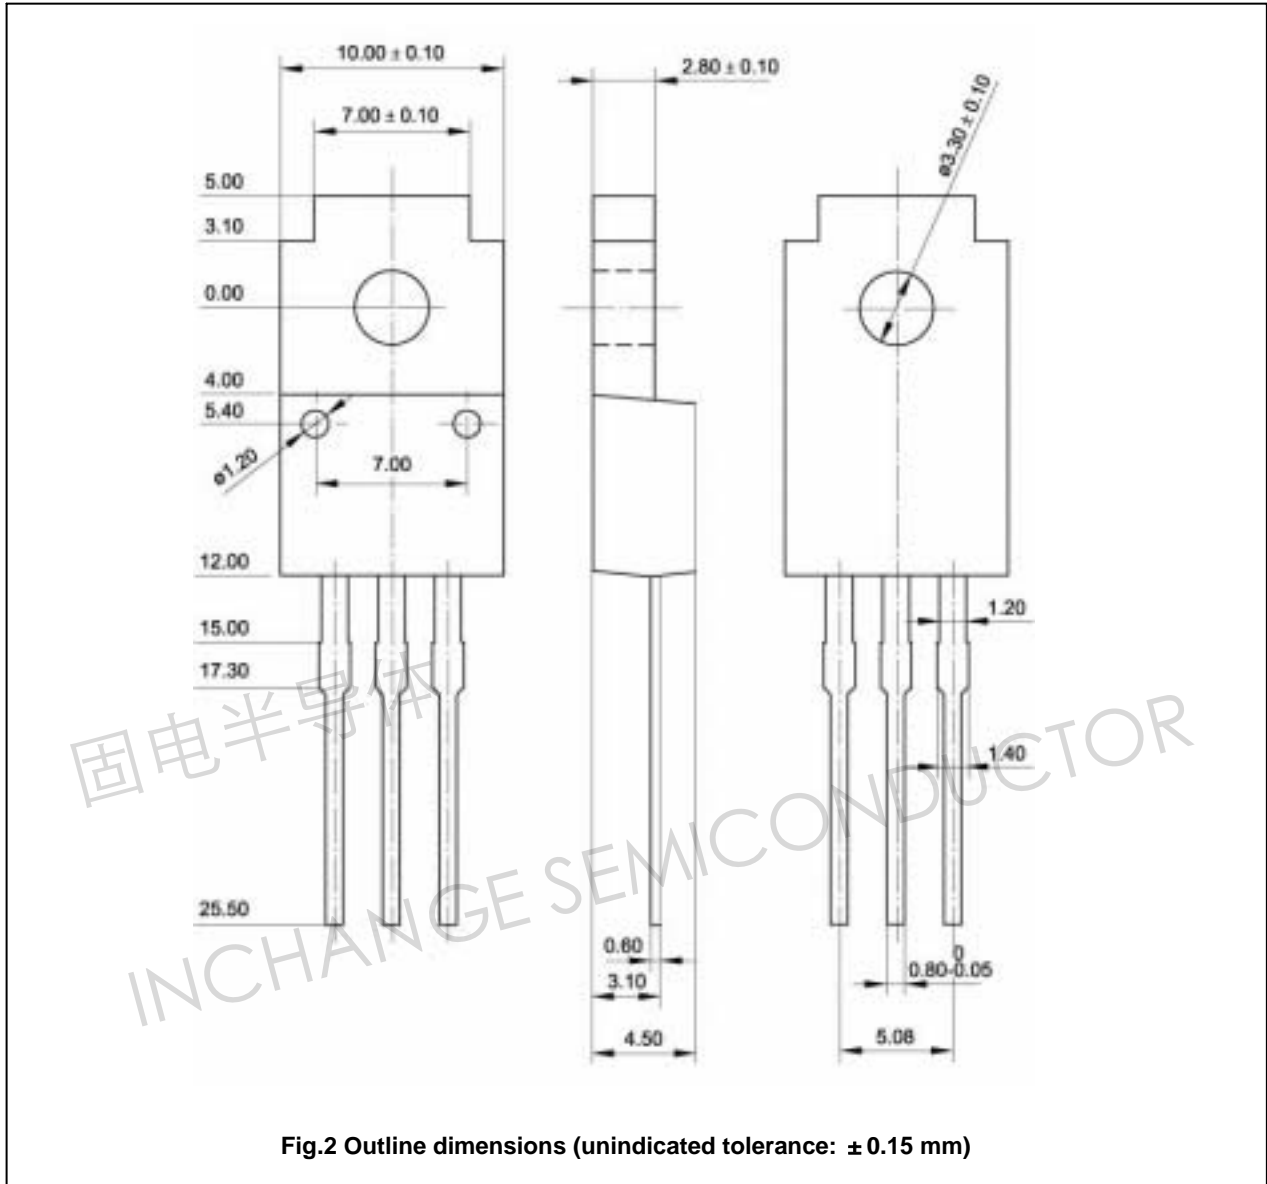 10.00 ± 0.10
2.80 ± 0.10
ø3.30 ± 0.10
7.00 ± 0.10
5.00
3.10
0.00
4.00
5.40
ø1.20
7.00
12.00
1.20
15.00
17.30
1.40
固电半导体
INCHANGE SEMICONDUCTOR
25.50
0.60
0
0.80-0.05
3.10
4.50
5.08
Fig.2 Outline dimensions (unindicated tolerance: ± 0.15 mm)